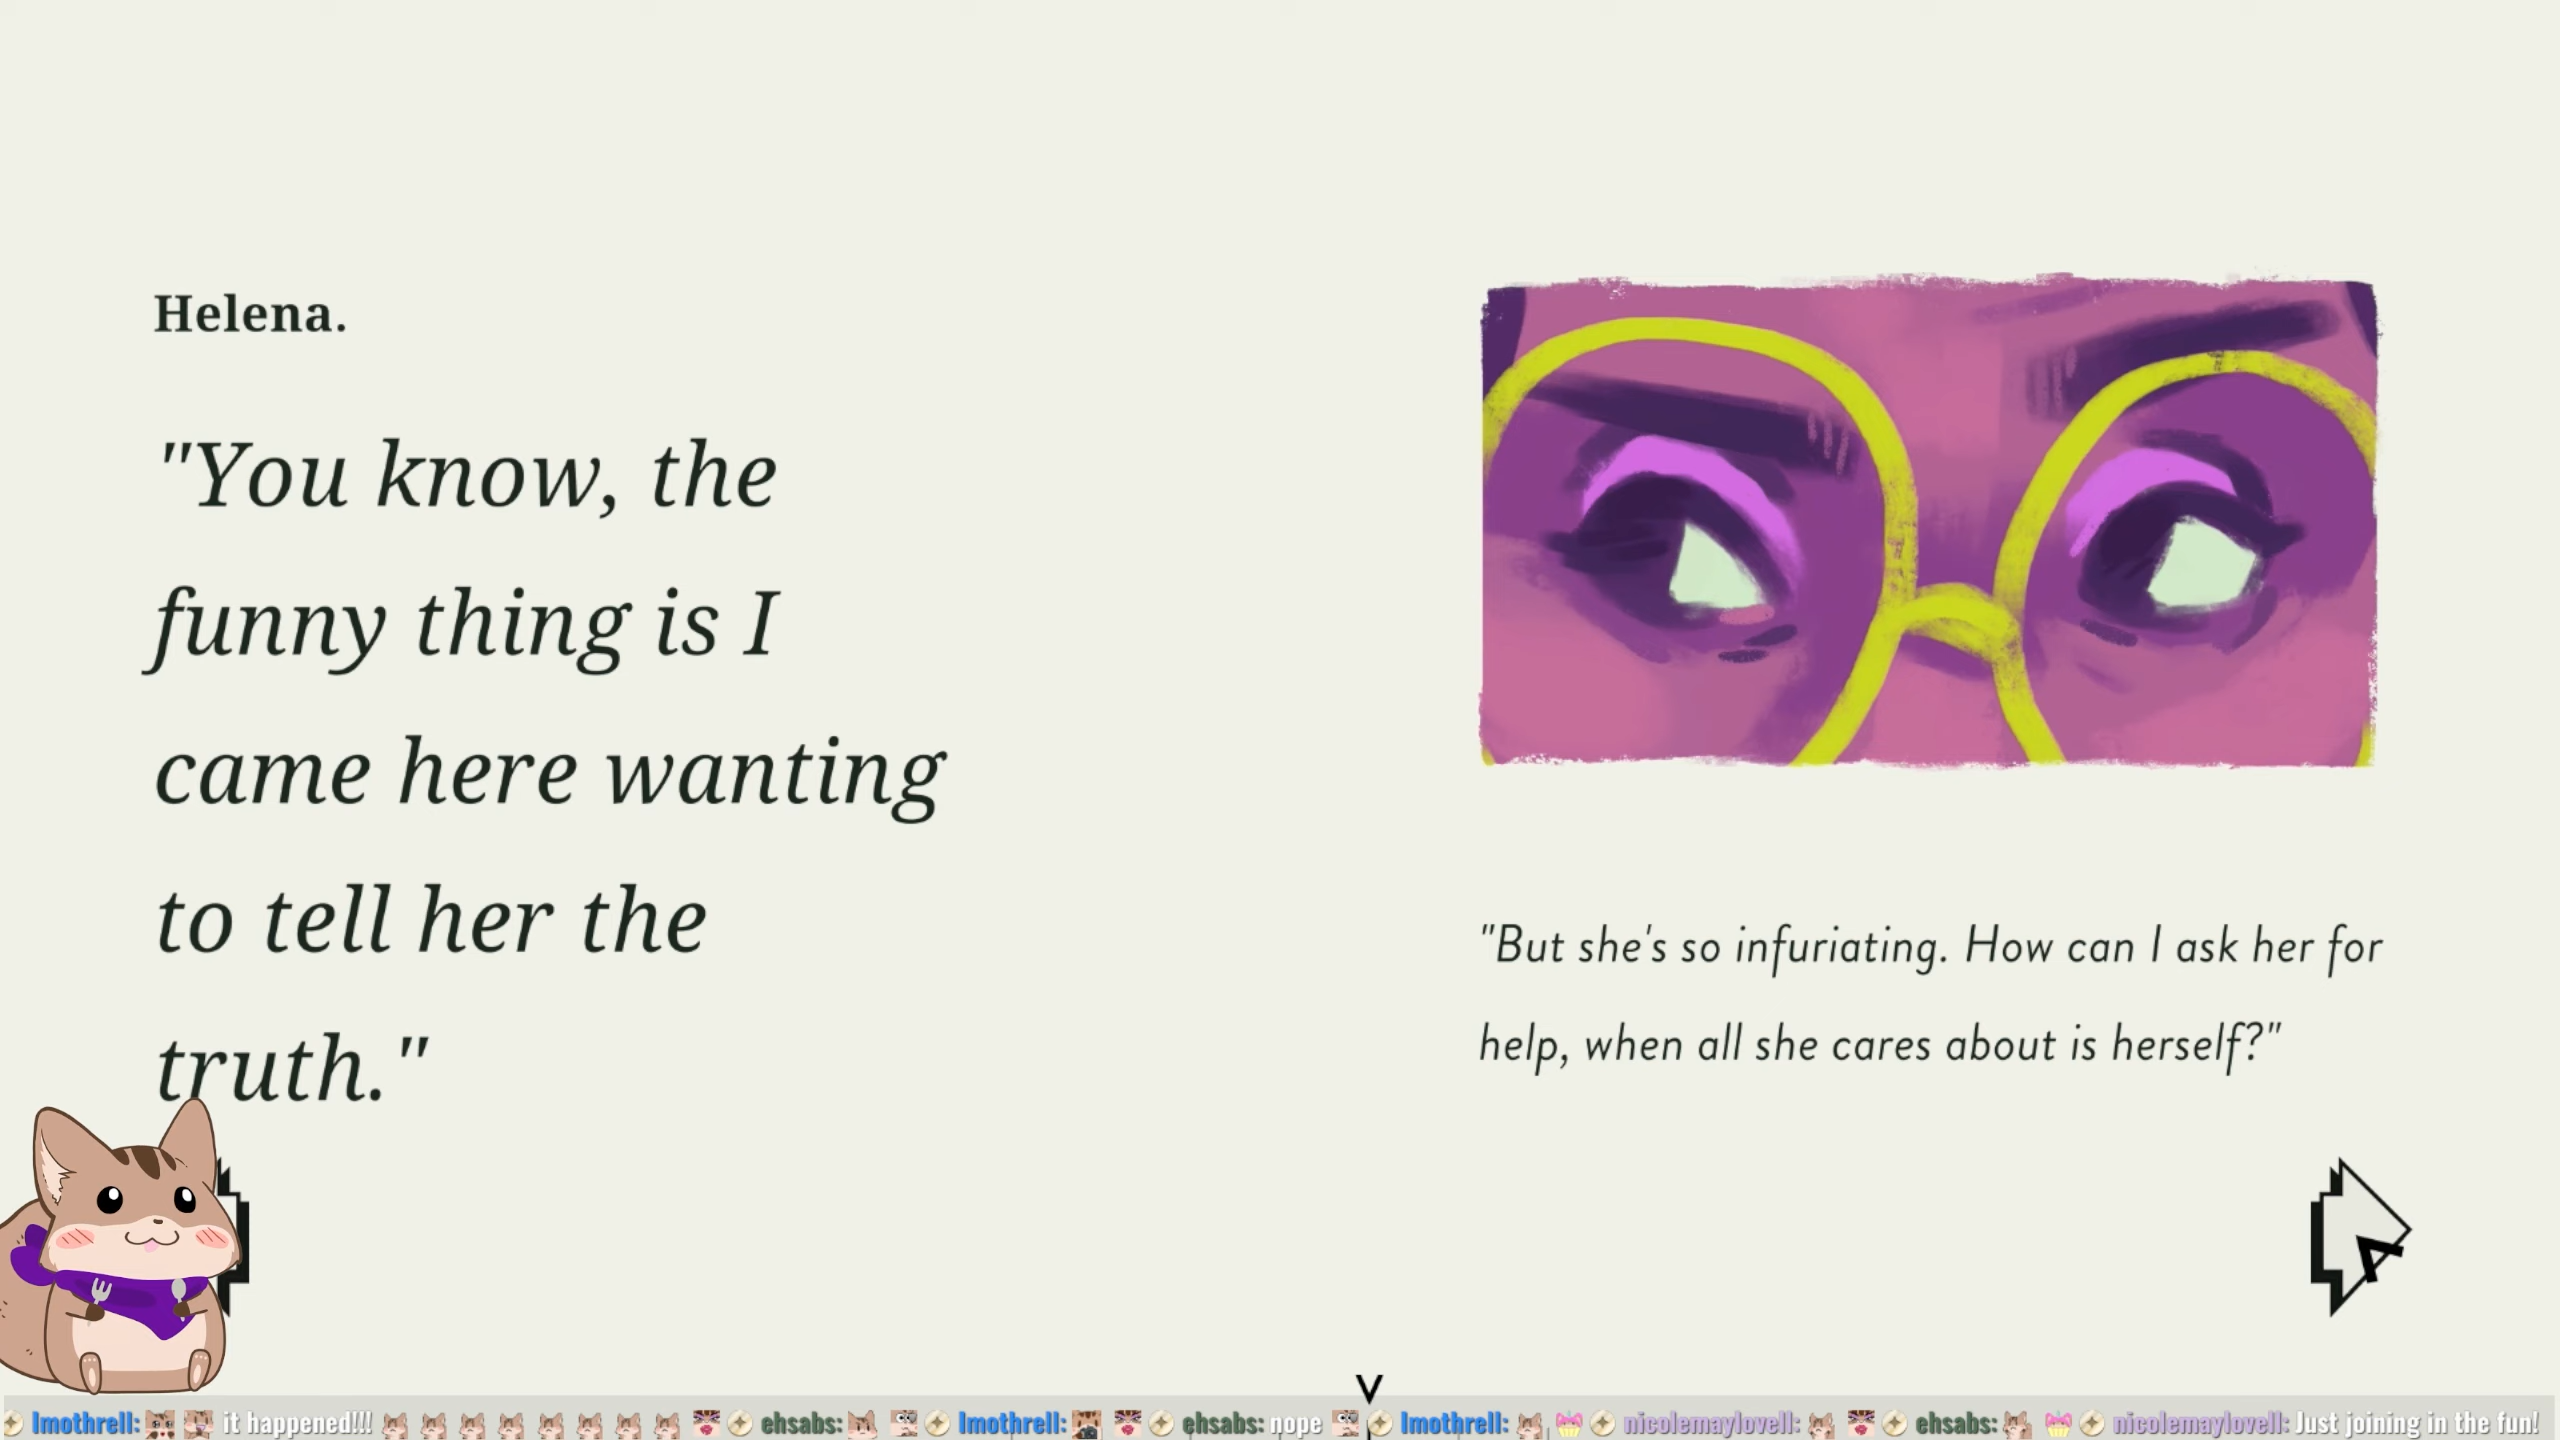 Helena.
"You know, the
funny thing is I
came here wanting
to tell her the
truth."
"But she's so infuriating. How can I ask her for
help, when all she cares about is herself?"
lmothrell: it happened!!! ehsabs: lmothrell: ehsabs: nope lmothrell: nicolemaylovell: ehsabs: nicolemaylovell: Just joining in the fun!